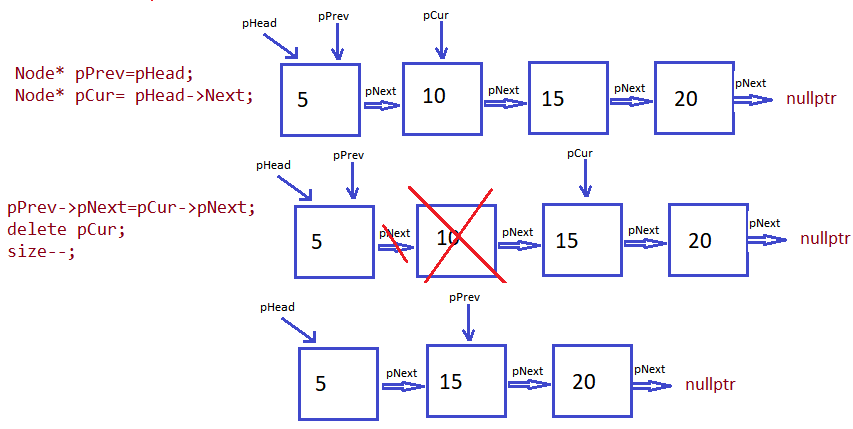 pHead pPrev pCur
Node* pPrev=pHead;
Node* pCur= pHead->Next;
5 pNext 10 pNext 15 pNext 20 pNext nullptr
pHead pPrev pCur
pPrev->pNext=pCur->pNext;
delete pCur;
size--;
5 pNext 10 pNext 15 pNext 20 pNext nullptr
pHead pPrev
5 pNext 15 pNext 20 pNext nullptr